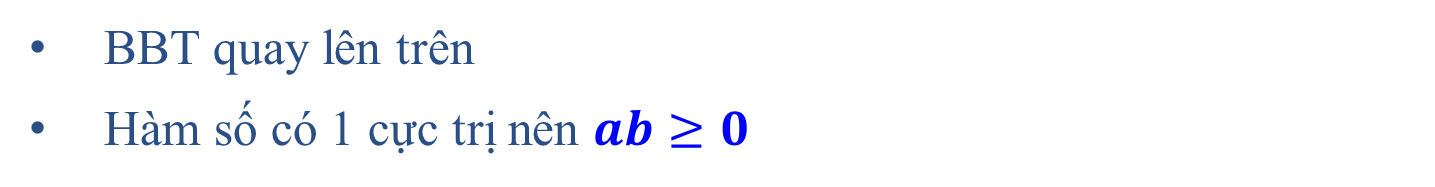 • BBT quay lên trên
• Hàm số có 1 cực trị nên ab ≥ 0